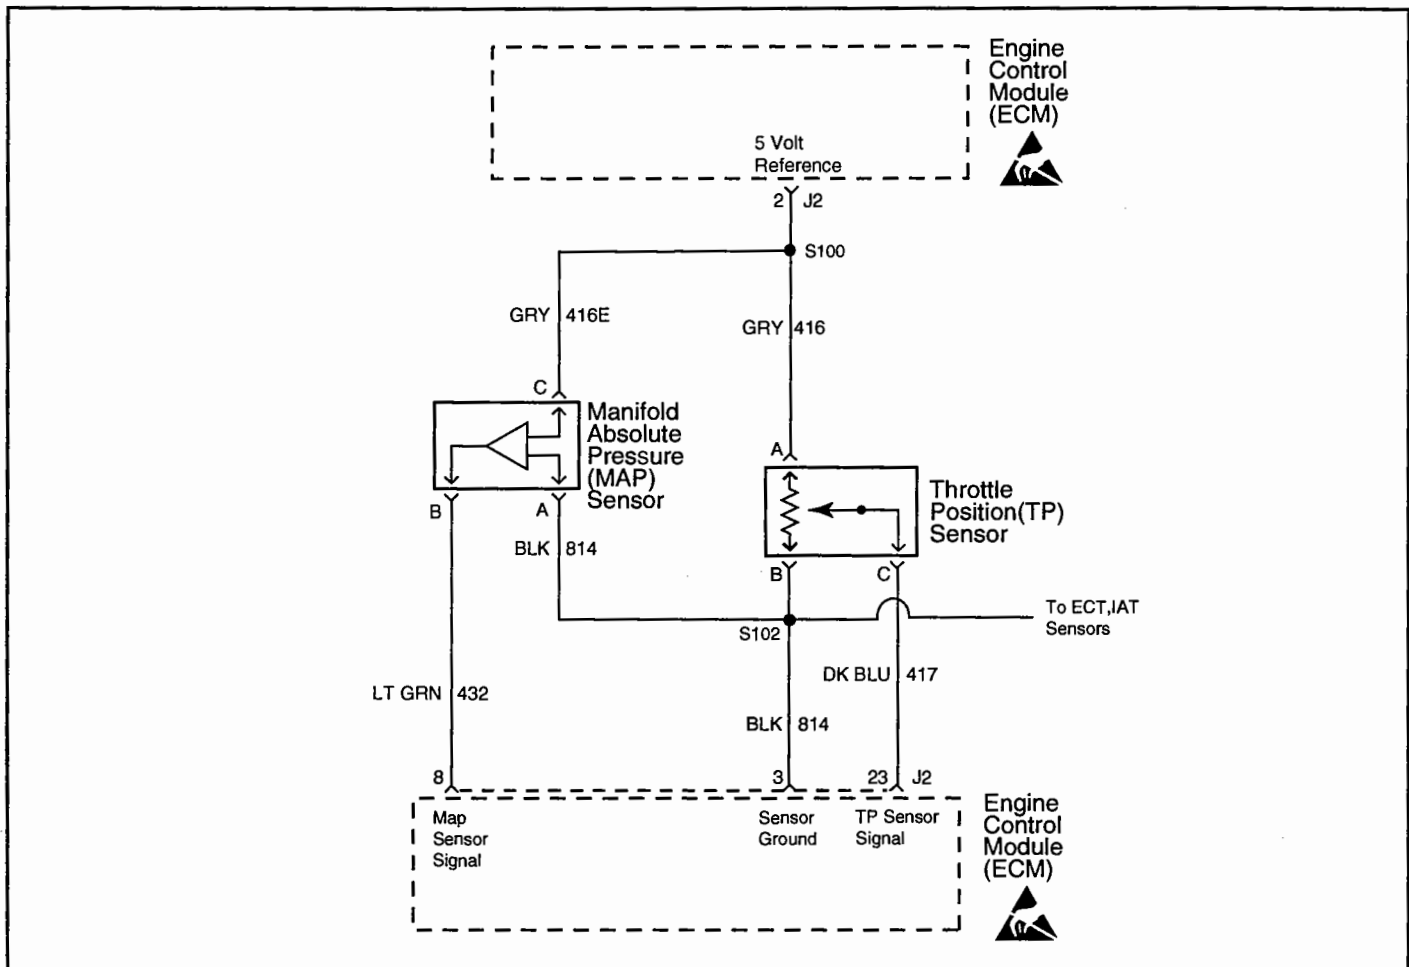 Engine
Control
Module
(ECM)
5 Volt
Reference
2 J2
S100
GRY 416E
GRY 416
C
Manifold
Absolute
Pressure
(MAP)
Sensor
A
Throttle
Position(TP)
Sensor
B
A
BLK 814
B
C
To ECT,IAT
Sensors
S102
DK BLU 417
LT GRN 432
BLK 814
8
3
23 J2
Map
Sensor
Signal
Sensor
Ground
TP Sensor
Signal
Engine
Control
Module
(ECM)